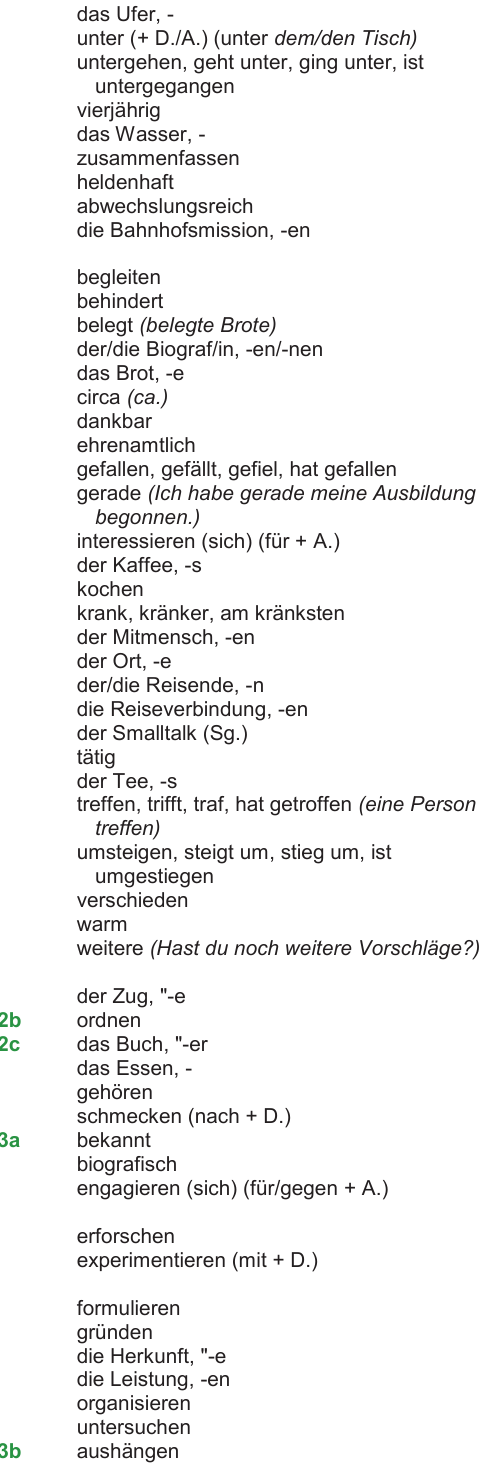 das Ufer, -
unter (+ D./A.) (unter dem/den Tisch)
untergehen, geht unter, ging unter, ist
untergegangen
vierjährig
das Wasser, -
zusammenfassen
heldenhaft
abwechslungsreich
die Bahnhofsmission, -en
begleiten
behindert
belegt (belegte Brote)
der/die Biograf/in, -en/-nen
das Brot, -e
circa (ca.)
dankbar
ehrenamtlich
gefallen, gefällt, gefiel, hat gefallen
gerade (Ich habe gerade meine Ausbildung
begonnen.)
interessieren (sich) (für + A.)
der Kaffee, -s
kochen
krank, kränker, am kränksten
der Mitmensch, -en
der Ort, -e
der/die Reisende, -n
die Reiseverbindung, -en
der Smalltalk (Sg.)
tätig
der Tee, -s
treffen, trifft, traf, hat getroffen (eine Person
treffen)
umsteigen, steigt um, stieg um, ist
umgestiegen
verschieden
warm
weitere (Hast du noch weitere Vorschläge?)
der Zug, "-e
2b ordnen
2c das Buch, "-er
das Essen, -
gehören
schmecken (nach + D.)
3a bekannt
biografisch
engagieren (sich) (für/gegen + A.)
erforschen
experimentieren (mit + D.)
formulieren
gründen
die Herkunft, "-e
die Leistung, -en
organisieren
untersuchen
3b aushängen